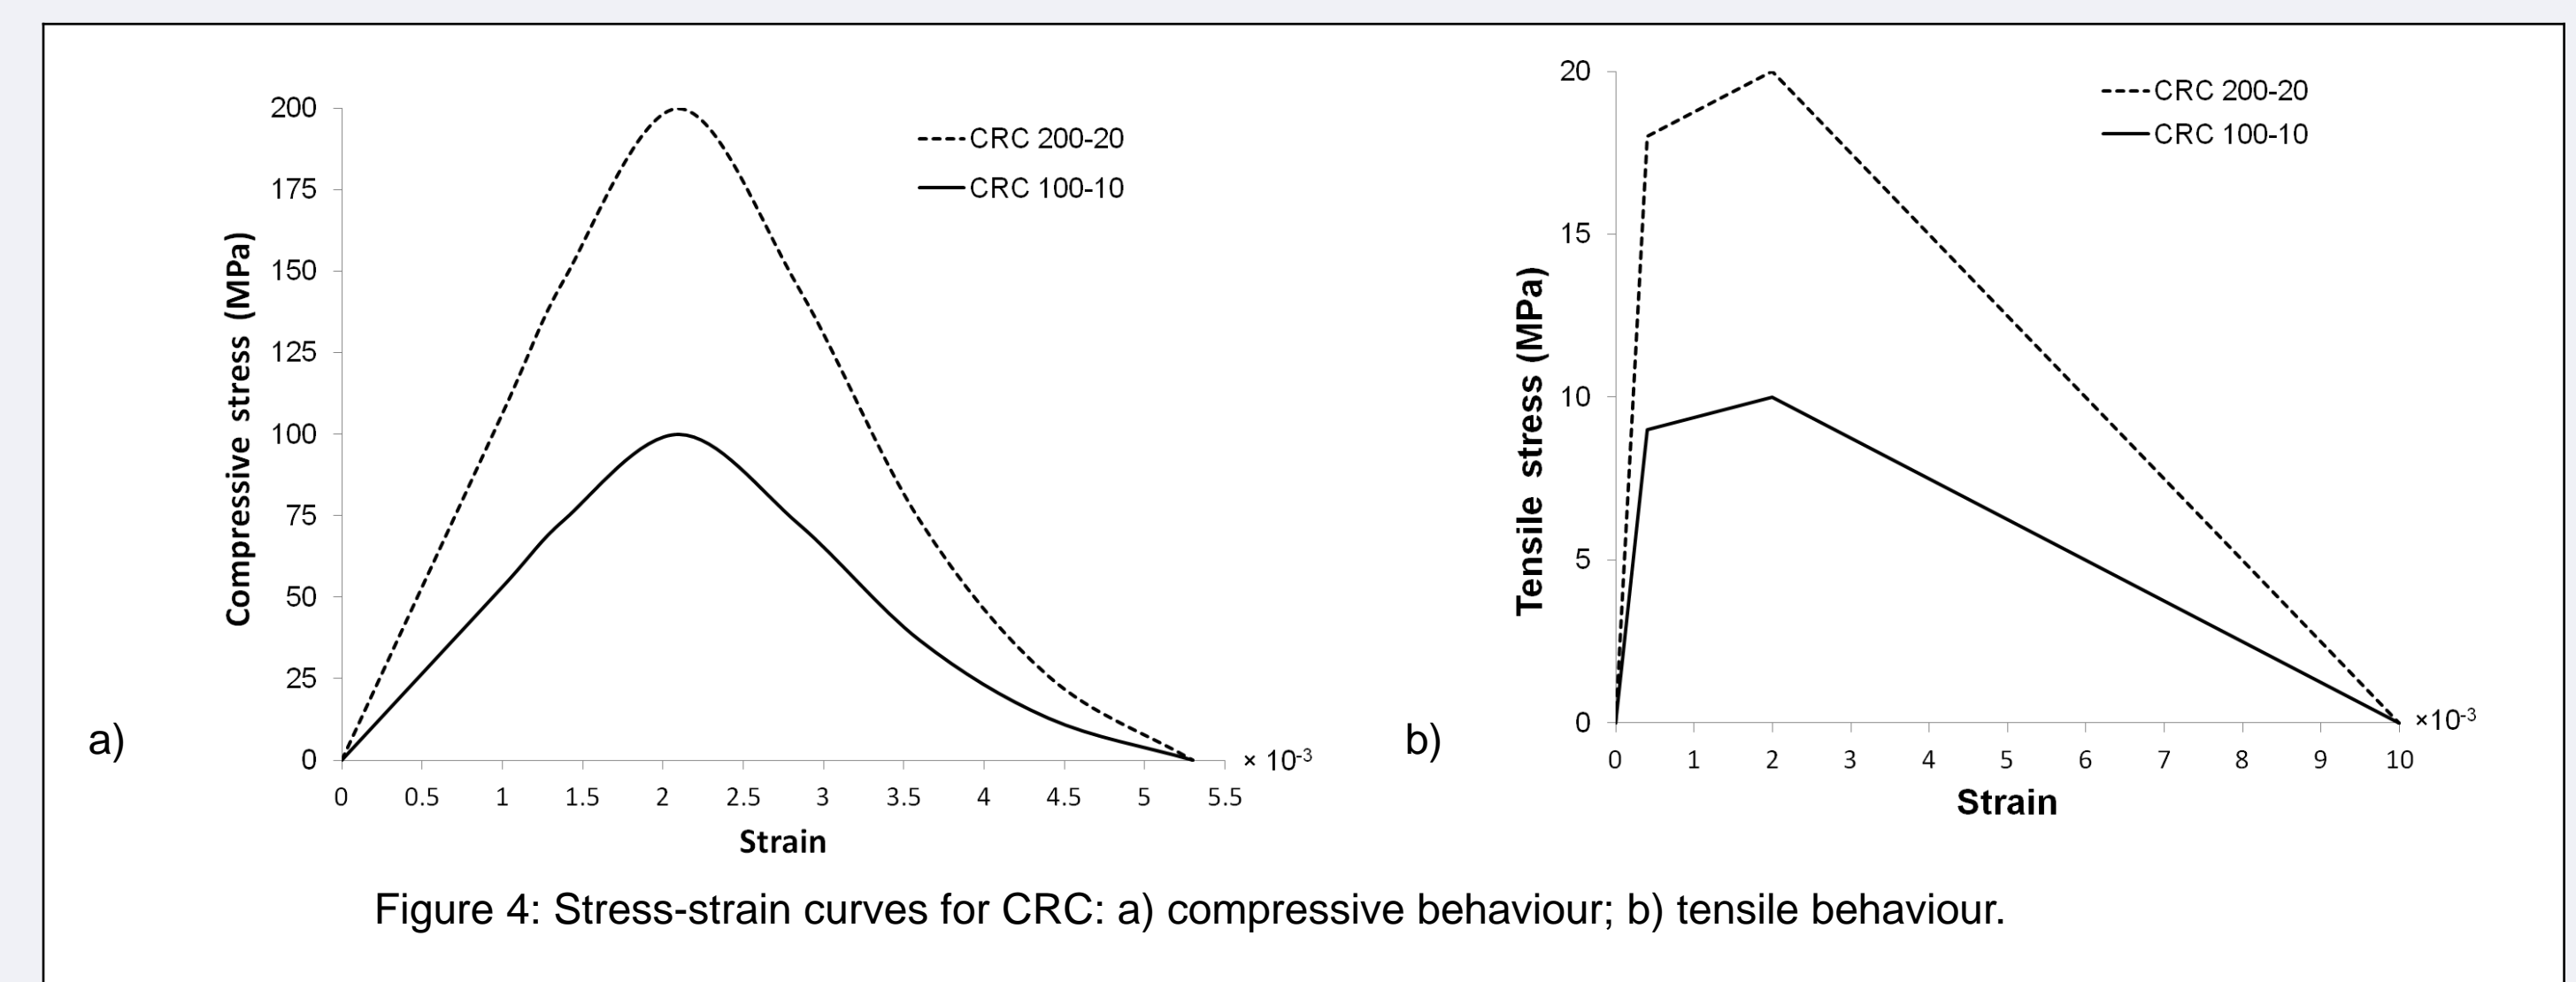 200
175
150
125
100
75
50
25
0
Compressive stress (MPa)
CRC 200-20
CRC 100-10
0 0.5 1 1.5 2 2.5 3 3.5 4 4.5 5 5.5
× 10-3
Strain
a)
20
15
10
5
0
Tensile stress (MPa)
CRC 200-20
CRC 100-10
0 1 2 3 4 5 6 7 8 9 10
×10-3
Strain
b)
Figure 4: Stress-strain curves for CRC: a) compressive behaviour; b) tensile behaviour.